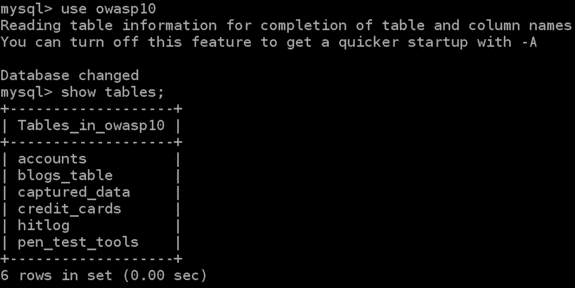 mysql> use owasp10
Reading table information for completion of table and column names
You can turn off this feature to get a quicker startup with -A

Database changed
mysql> show tables;
+-------------------+
| Tables_in_owasp10 |
+-------------------+
| accounts          |
| blogs_table       |
| captured_data     |
| credit_cards      |
| hitlog            |
| pen_test_tools    |
+-------------------+
6 rows in set (0.00 sec)